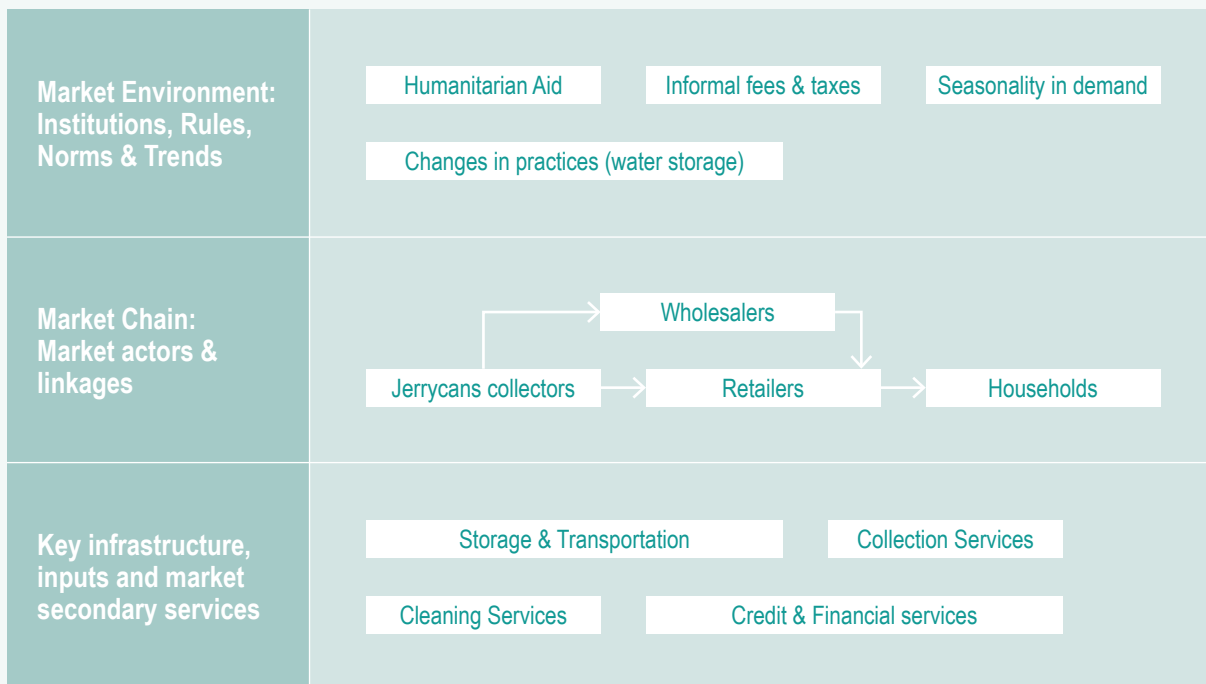 Market Environment:
Institutions, Rules,
Norms & Trends
Humanitarian Aid
Informal fees & taxes
Seasonality in demand
Changes in practices (water storage)
Market Chain:
Market actors &
linkages
Wholesalers
Jerrycans collectors
Retailers
Households
Key infrastructure,
inputs and market
secondary services
Storage & Transportation
Collection Services
Cleaning Services
Credit & Financial services